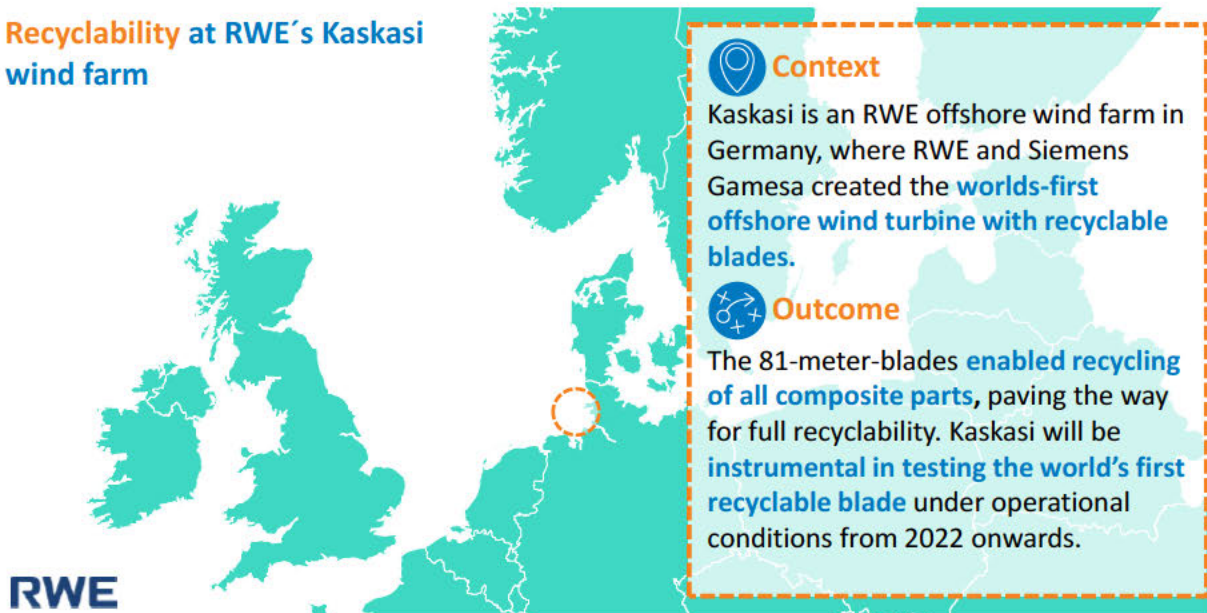 Recyclability at RWE´s Kaskasi
wind farm
Context
Kaskasi is an RWE offshore wind farm in
Germany, where RWE and Siemens
Gamesa created the worlds-first
offshore wind turbine with recyclable
blades.
Outcome
The 81-meter-blades enabled recycling
of all composite parts, paving the way
for full recyclability. Kaskasi will be
instrumental in testing the world’s first
recyclable blade under operational
conditions from 2022 onwards.
RWE